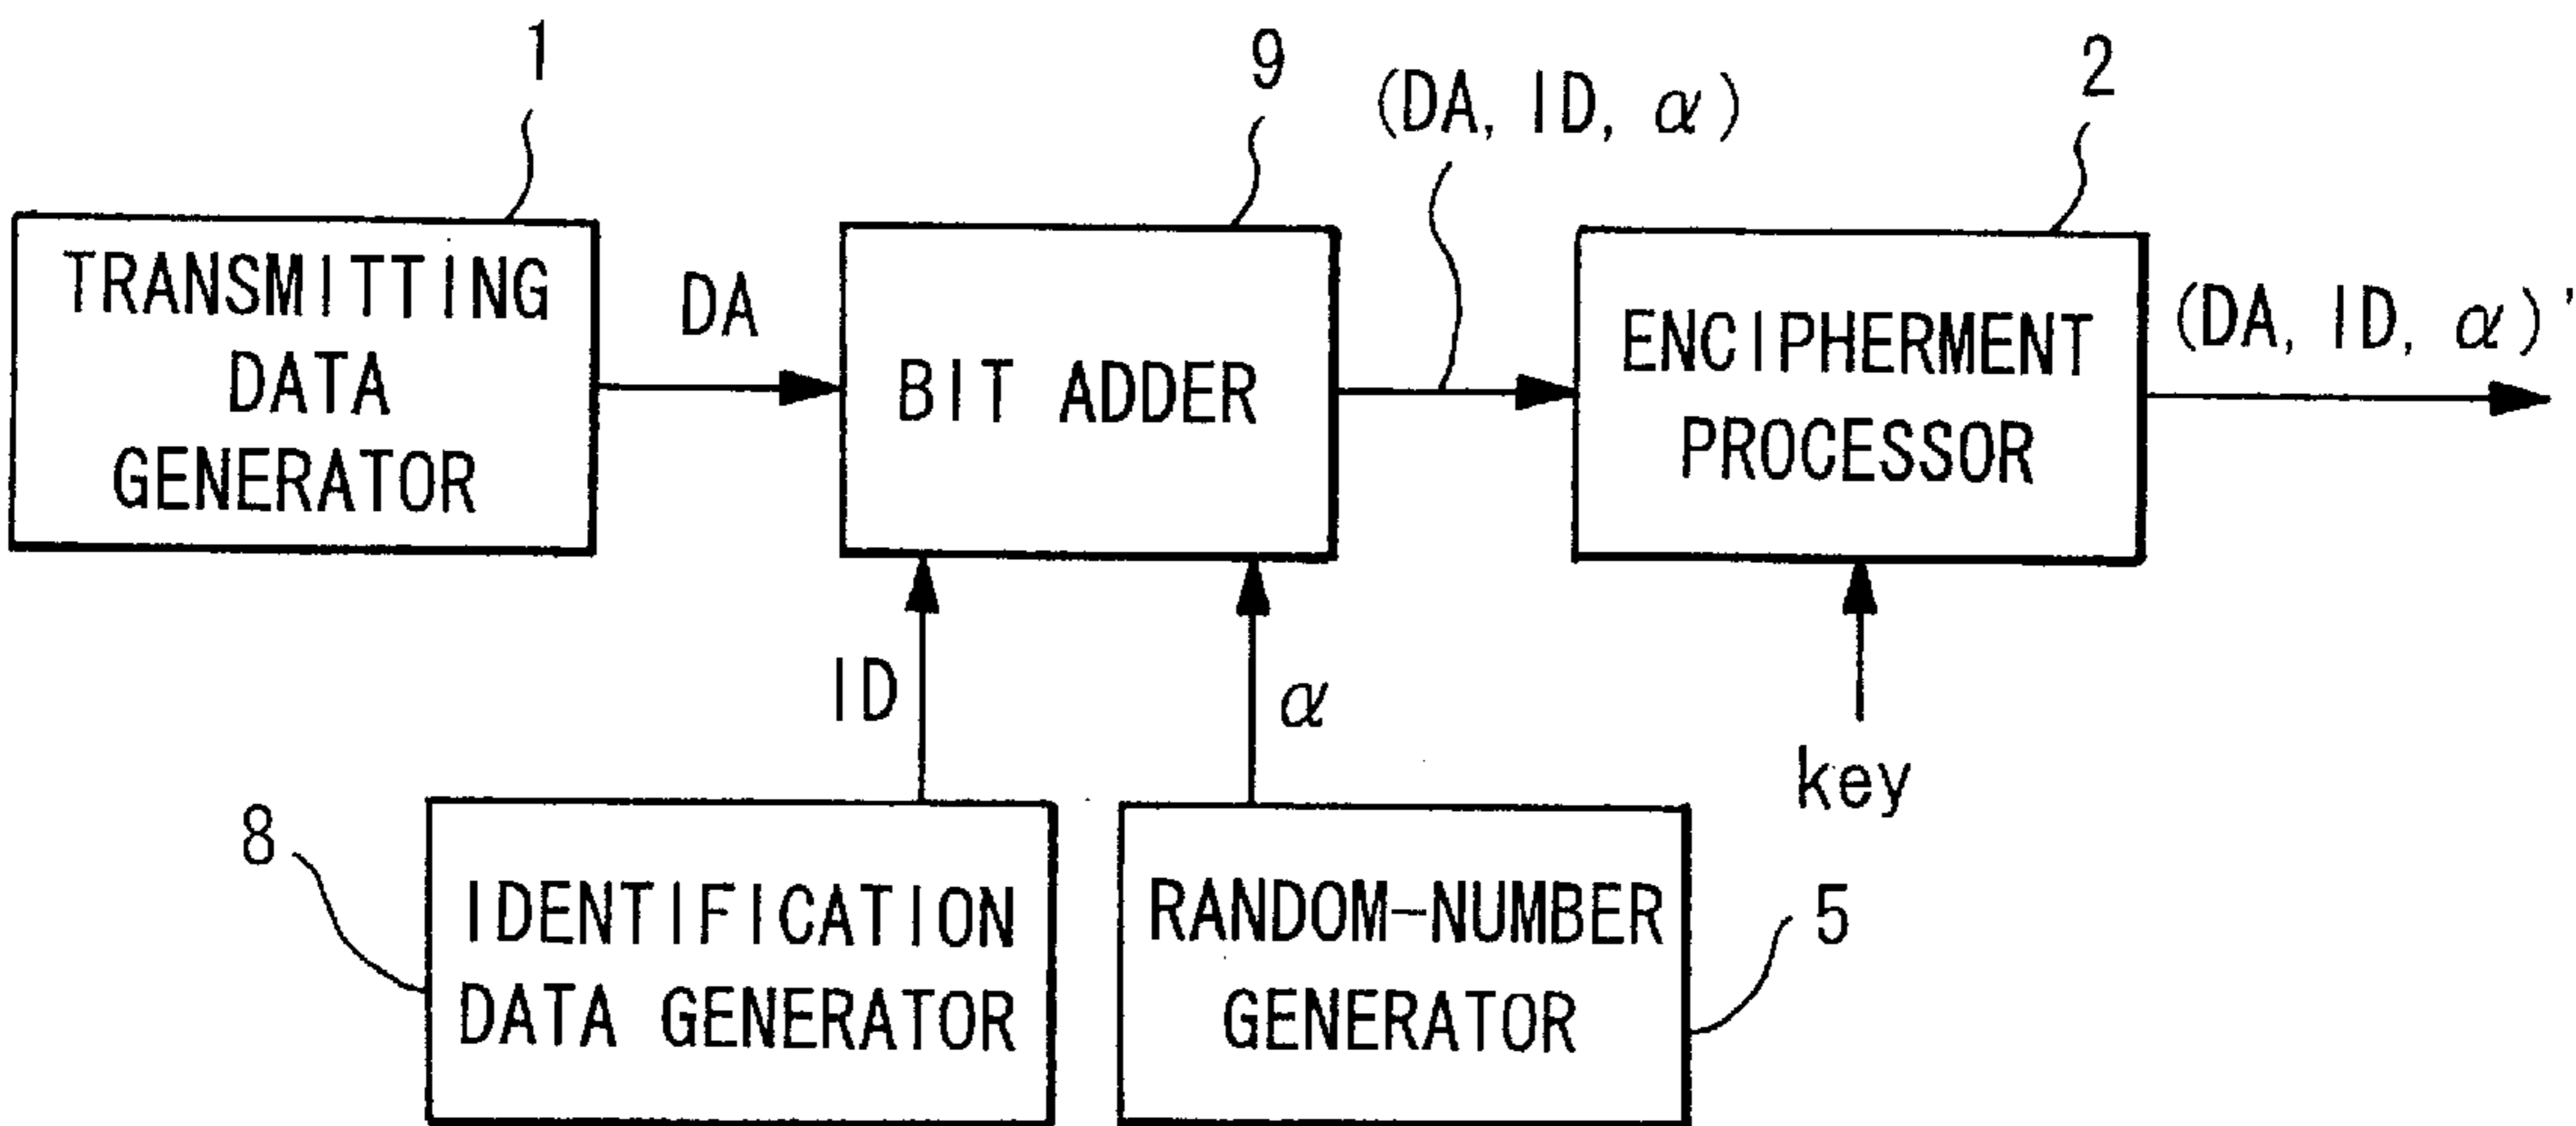 1
9
2
(DA, ID, α)
TRANSMITTING
DATA
GENERATOR
DA
BIT ADDER
ENCIPHERMENT
PROCESSOR
(DA, ID, α)'
ID
α
key
8
IDENTIFICATION
DATA GENERATOR
RANDOM-NUMBER
GENERATOR
5